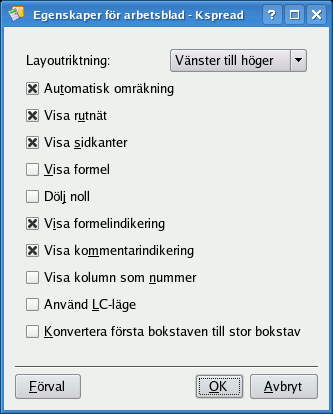 Egenskaper för arbetsblad - Kspread
Layoutriktning: Vänster till höger
Automatisk omräkning
Visa rutnät
Visa sidkanter
Visa formel
Dölj noll
Visa formelindikering
Visa kommentarindikering
Visa kolumn som nummer
Använd LC-läge
Konvertera första bokstaven till stor bokstav
Förval OK Avbryt